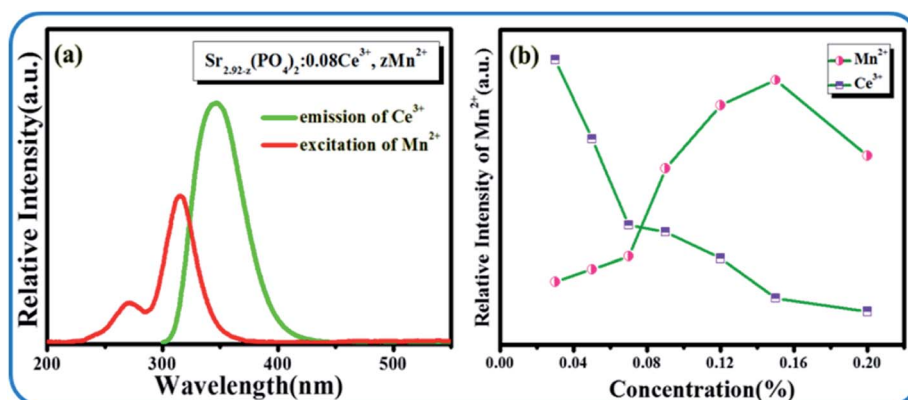 (a)
Sr2.92-z(PO4)2:0.08Ce3+, zMn2+
emission of Ce3+
excitation of Mn2+
Relative Intensity(a.u.)
200 300 400 500
Wavelength(nm)
(b)
Mn2+
Ce3+
Relative Intensity of Mn2+(a.u.)
0.00 0.04 0.08 0.12 0.16 0.20
Concentration(%)